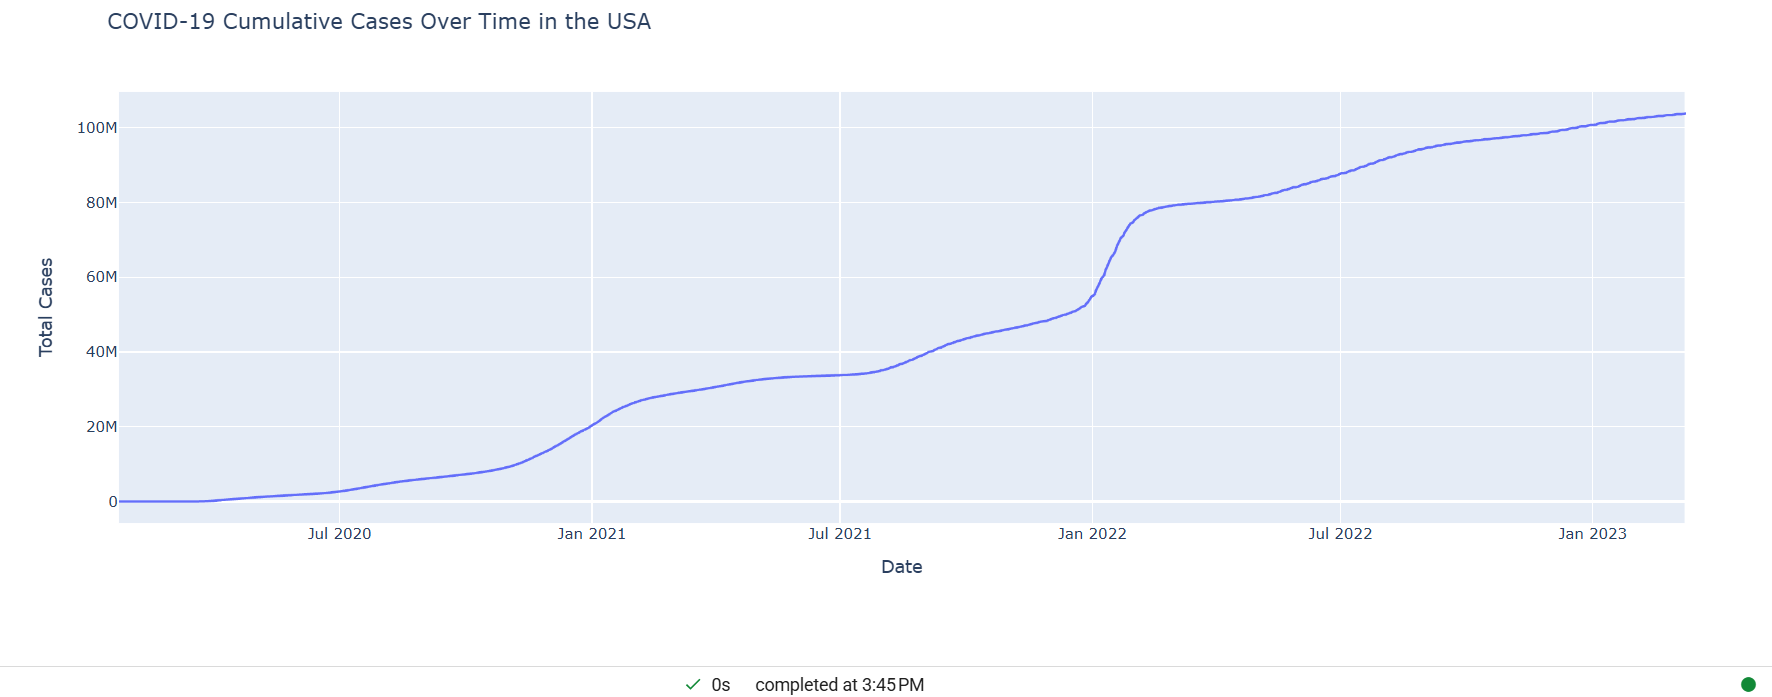 COVID-19 Cumulative Cases Over Time in the USA
100M
80M
60M
40M
20M
0
Total Cases
Jul 2020 Jan 2021 Jul 2021 Jan 2022 Jul 2022 Jan 2023
Date
0s completed at 3:45 PM